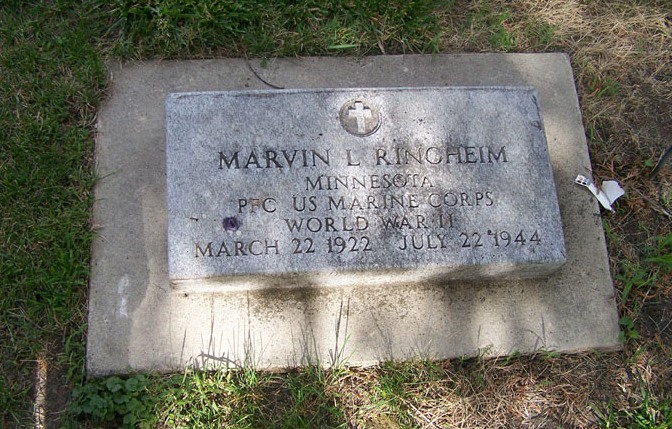 MARVIN L RINGHEIM
MINNESOTA
PFC US MARINE CORPS
WORLD WAR II
MARCH 22 1922 JULY 22 1944